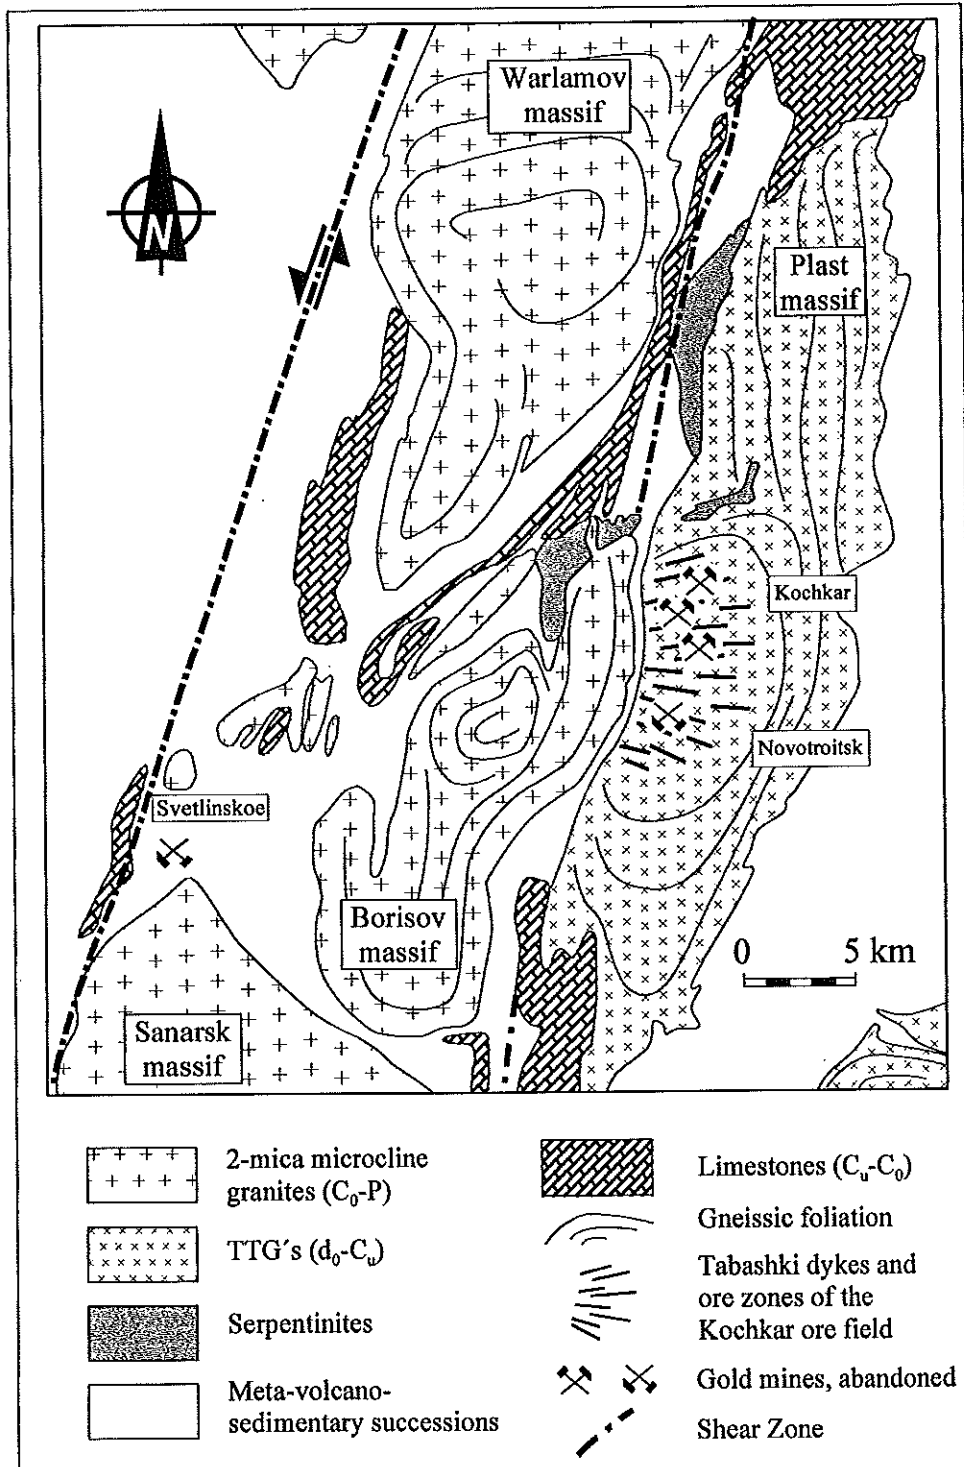 Warlamov
massif
N
Plast
massif
Kochkar
Novotroitsk
Svetlinskoe
Borisov
massif
0 5 km
Sanarsk
massif
2-mica microcline
granites (C₀-P)
TTG´s (d₀-Cᵤ)
Serpentinites
Meta-volcano-
sedimentary successions
Limestones (Cᵤ-C₀)
Gneissic foliation
Tabashki dykes and
ore zones of the
Kochkar ore field
Gold mines, abandoned
Shear Zone